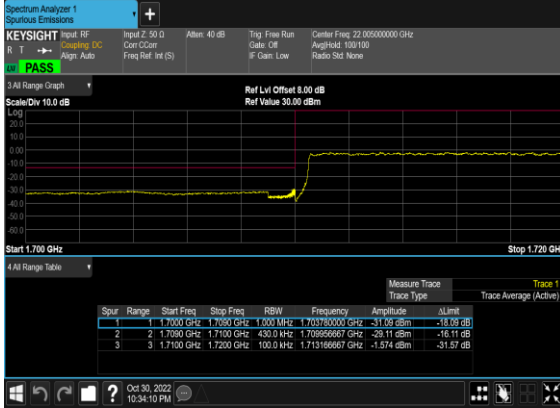 Spectrum Analyzer 1
Spurious Emissions
+
KEYSIGHT Input: RF Input Z: 50 Ω Atten: 40 dB Trig: Free Run Center Freq: 22.005000000 GHz
R T Coupling: DC Corr CCorr Gate: Off Avg|Hold: 100/100
Align: Auto Freq Ref: Int (S) IF Gain: Low Radio Std: None
PASS
3 All Range Graph
Ref Lvl Offset 8.00 dB
Scale/Div 10.0 dB Ref Value 30.00 dBm
Log
20.0
10.0
0.00
-10.0
-20.0
-30.0
-40.0
-50.0
-60.0
Start 1.700 GHz Stop 1.720 GH
4 All Range Table
Measure Trace Trace 1
Trace Type Trace Average (Active)
Spur Range Start Freq Stop Freq RBW Frequency Amplitude ΔLimit
1 1 1.7000 GHz 1.7090 GHz 1.000 MHz 1.703780000 GHz -31.09 dBm -18.09 dB
2 2 1.7090 GHz 1.7100 GHz 430.0 kHz 1.709956667 GHz -29.11 dBm -16.11 dB
3 3 1.7100 GHz 1.7200 GHz 100.0 kHz 1.713166667 GHz -1.574 dBm -31.57 dB
?
Oct 30, 2022
10:34:10 PM